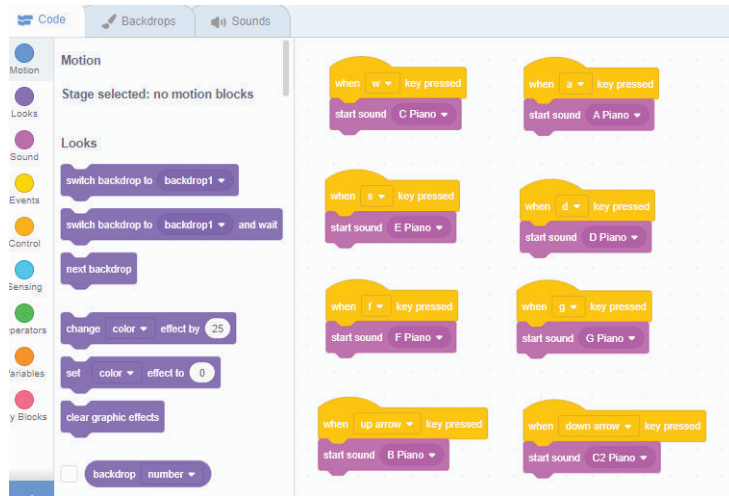 Code Backdrops Sounds
Motion
Looks
Sound
Events
Control
Sensing
perators
ariables
y Blocks
Motion
Stage selected: no motion blocks
Looks
switch backdrop to backdrop1
switch backdrop to backdrop1 and wait
next backdrop
change color effect by 25
set color effect to 0
clear graphic effects
backdrop number
when w key pressed
start sound C Piano
when a key pressed
start sound A Piano
when s key pressed
start sound E Piano
when d key pressed
start sound D Piano
when f key pressed
start sound F Piano
when g key pressed
start sound G Piano
when up arrow key pressed
start sound B Piano
when down arrow key pressed
start sound C2 Piano